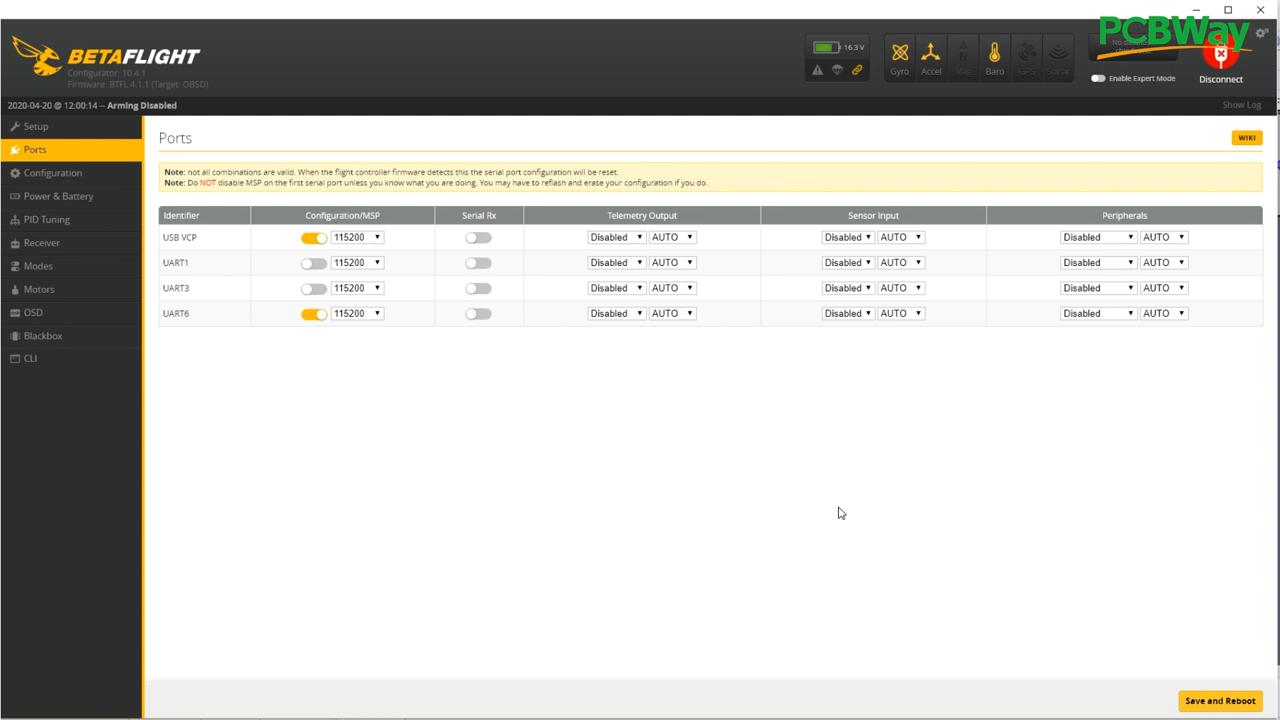 PCBWay
BETAFLIGHT
Configurator: 10.4.1
Firmware: BTFL 4.1.1 (Target: OBSD)
16.3 V
Gyro Accel Mag Baro GPS Sonar
Enable Expert Mode
Disconnect
2020-04-20 @ 12:00:14 -- Arming Disabled
Show Log
Setup
Ports
Configuration
Power & Battery
PID Tuning
Receiver
Modes
Motors
OSD
Blackbox
CLI
Ports
WIKI
Note: not all combinations are valid. When the flight controller firmware detects this the serial port configuration will be reset.
Note: Do NOT disable MSP on the first serial port unless you know what you are doing. You may have to reflash and erase your configuration if you do.
Identifier Configuration/MSP Serial Rx Telemetry Output Sensor Input Peripherals
USB VCP 115200 Disabled AUTO Disabled AUTO Disabled AUTO
UART1 115200 Disabled AUTO Disabled AUTO Disabled AUTO
UART3 115200 Disabled AUTO Disabled AUTO Disabled AUTO
UART6 115200 Disabled AUTO Disabled AUTO Disabled AUTO
Save and Reboot